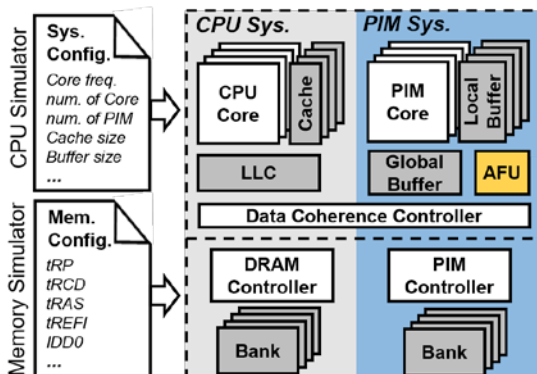 CPU Simulator
Sys.
Config.
Core freq.
num. of Core
num. of PIM
Cache size
Buffer size
...
Memory Simulator
Mem.
Config.
tRP
tRCD
tRAS
tREFI
IDD0
...
CPU Sys.
CPU
Core
Cache
LLC
PIM Sys.
PIM
Core
Local
Buffer
Global
Buffer
AFU
Data Coherence Controller
DRAM
Controller
Bank
PIM
Controller
Bank